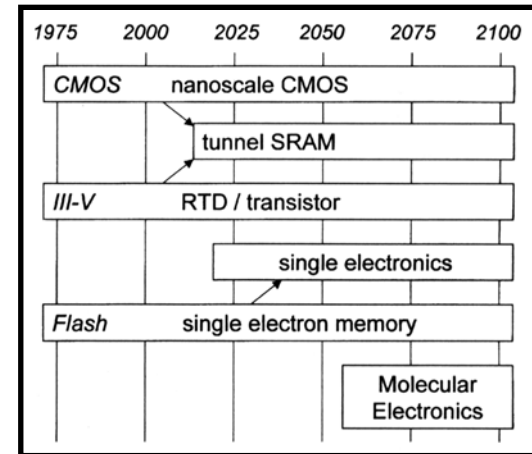 1975 2000 2025 2050 2075 2100
CMOS nanoscale CMOS
tunnel SRAM
III-V RTD / transistor
single electronics
Flash single electron memory
Molecular
Electronics